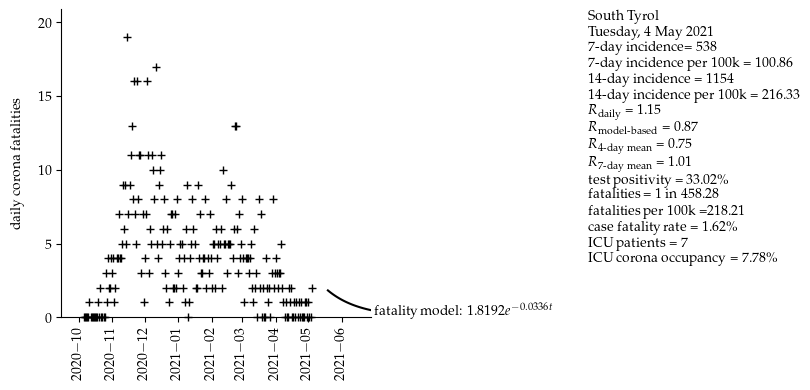 South Tyrol
Tuesday, 4 May 2021
7-day incidence= 538
7-day incidence per 100k = 100.86
14-day incidence = 1154
14-day incidence per 100k = 216.33
R_daily = 1.15
R_model-based = 0.87
R_4-day mean = 0.75
R_7-day mean = 1.01
test positivity = 33.02%
fatalities = 1 in 458.28
fatalities per 100k =218.21
case fatality rate = 1.62%
ICU patients = 7
ICU corona occupancy = 7.78%
daily corona fatalities
20
15
10
5
0
fatality model: 1.8192e^{−0.0336t}
2020−10
2020−11
2020−12
2021−01
2021−02
2021−03
2021−04
2021−05
2021−06